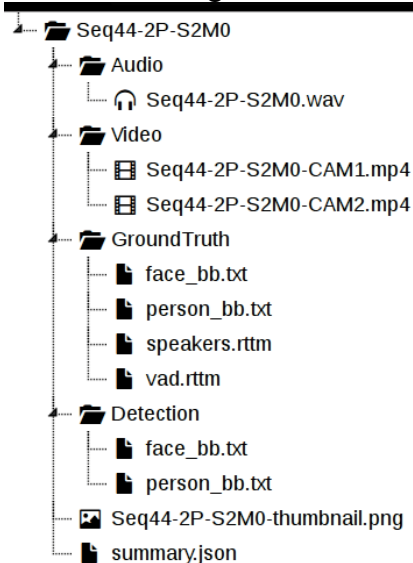 Seq44-2P-S2M0
Audio
Seq44-2P-S2M0.wav
Video
Seq44-2P-S2M0-CAM1.mp4
Seq44-2P-S2M0-CAM2.mp4
GroundTruth
face_bb.txt
person_bb.txt
speakers.rttm
vad.rttm
Detection
face_bb.txt
person_bb.txt
Seq44-2P-S2M0-thumbnail.png
summary.json